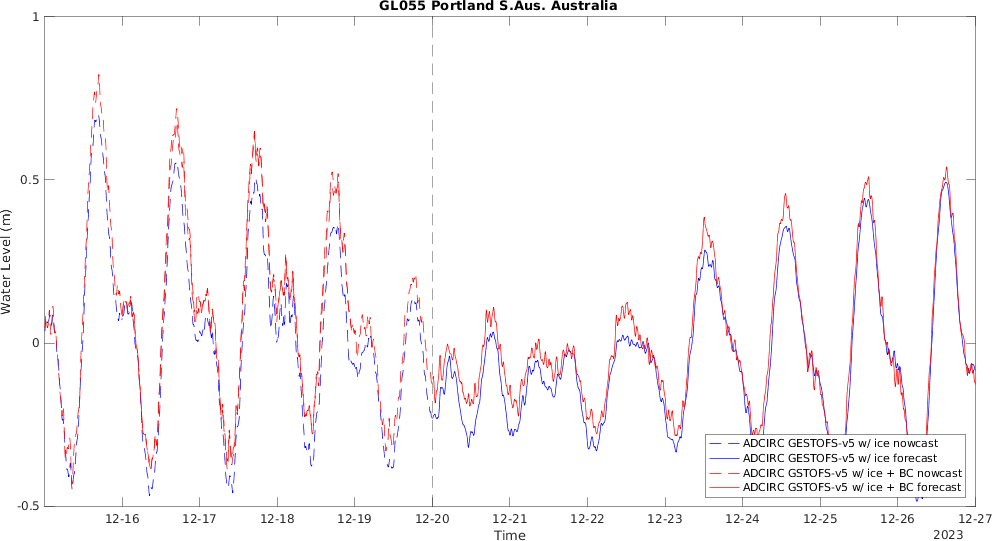 GL055 Portland S.Aus. Australia
1
0.5
0
-0.5
Water Level (m)
12-16
12-17
12-18
12-19
12-20
12-21
12-22
12-23
12-24
12-25
12-26
12-27
Time
2023
ADCIRC GESTOFS-v5 w/ ice nowcast
ADCIRC GESTOFS-v5 w/ ice forecast
ADCIRC GSTOFS-v5 w/ ice + BC nowcast
ADCIRC GSTOFS-v5 w/ ice + BC forecast